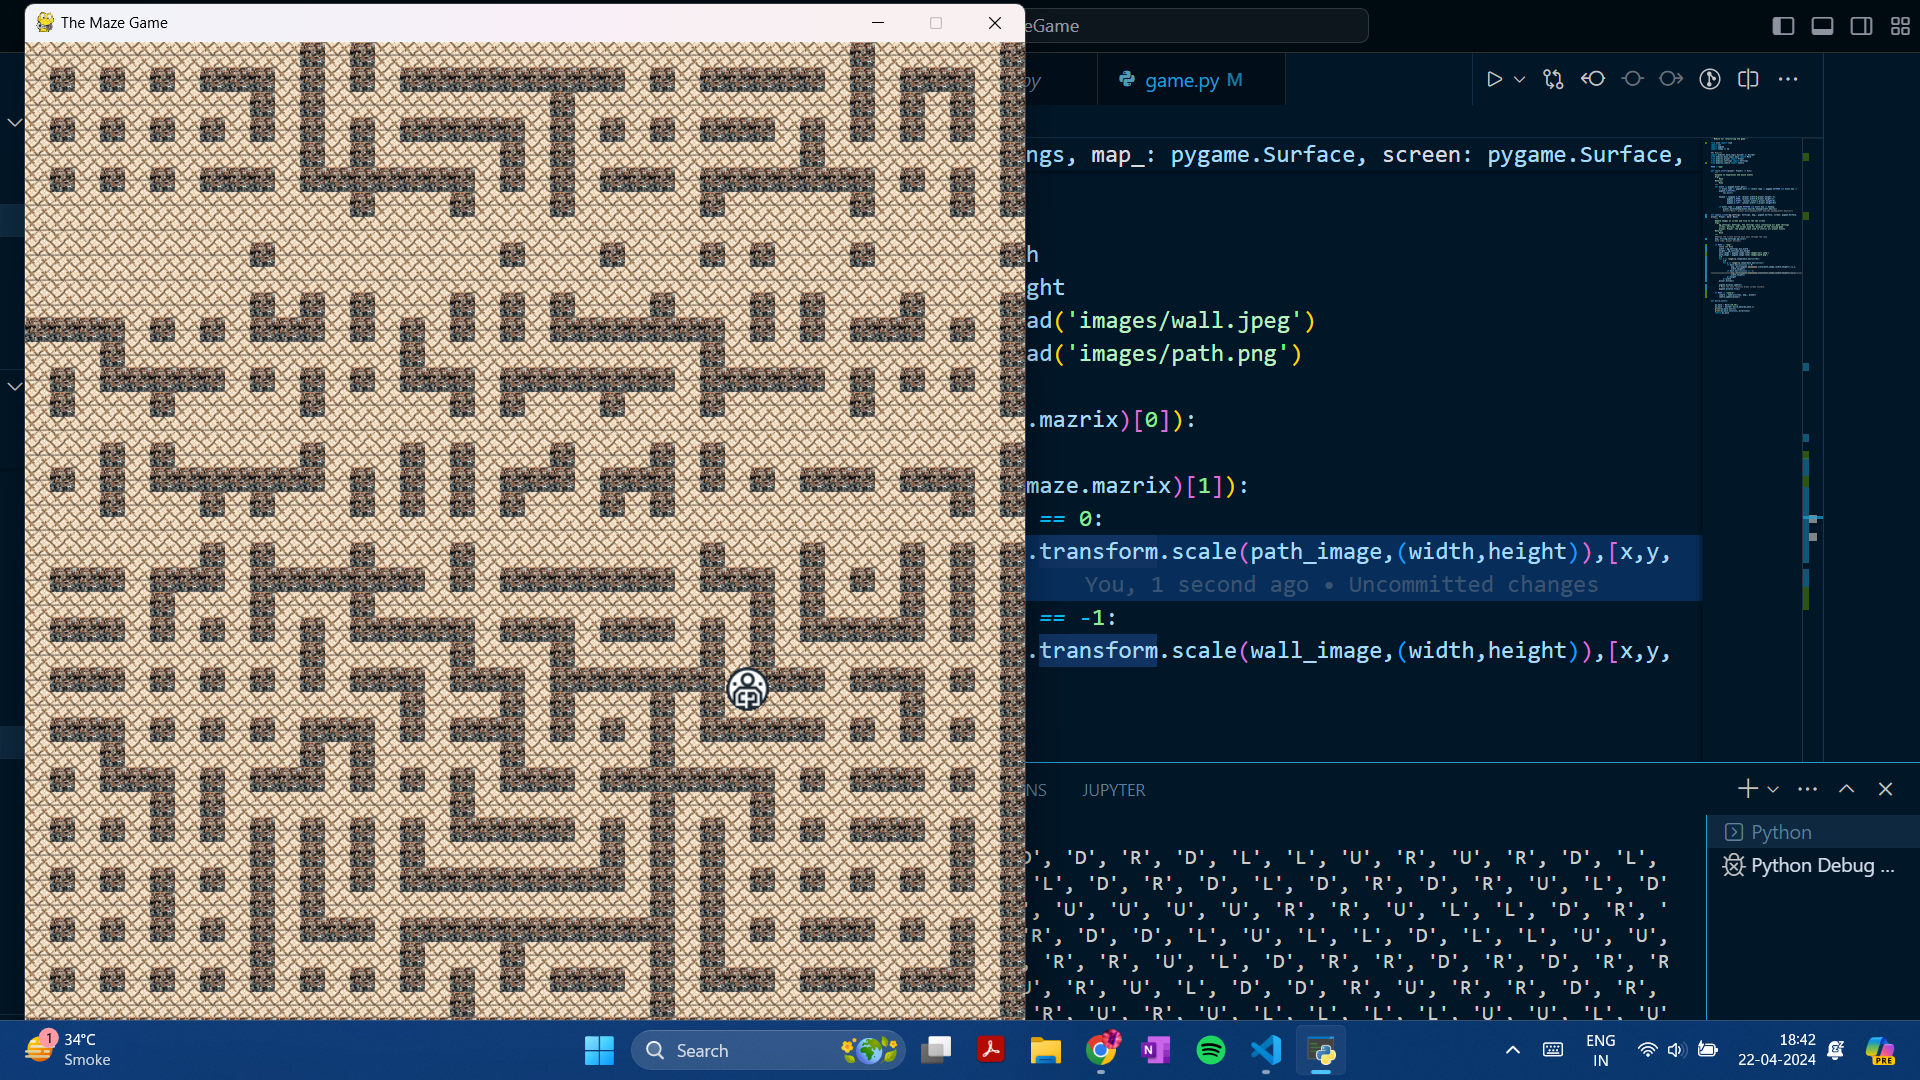 The Maze Game
eGame
py
game.py M
ngs, map_: pygame.Surface, screen: pygame.Surface,
h
ght
ad('images/wall.jpeg')
ad('images/path.png')
.mazrix)[0]):
maze.mazrix)[1]):
== 0:
.transform.scale(path_image,(width,height)),[x,y,
You, 1 second ago • Uncommitted changes
== -1:
.transform.scale(wall_image,(width,height)),[x,y,
NS
JUPYTER
Python
Python Debug ...
', 'D', 'R', 'D', 'L', 'L', 'U', 'R', 'U', 'R', 'D', 'L',
'L', 'D', 'R', 'D', 'L', 'D', 'R', 'D', 'R', 'U', 'L', 'D'
', 'U', 'U', 'U', 'U', 'R', 'R', 'U', 'L', 'L', 'D', 'R', '
R', 'D', 'D', 'L', 'U', 'L', 'L', 'D', 'L', 'L', 'U', 'U',
'R', 'R', 'U', 'L', 'D', 'R', 'R', 'D', 'R', 'D', 'R', 'R
', 'R', 'U', 'L', 'D', 'D', 'R', 'U', 'R', 'R', 'D', 'R',
'R', 'U', 'R', 'U', 'L', 'L', 'L', 'L', 'U', 'U', 'L', 'U'
1
34°C
Smoke
Search
ENG
IN
18:42
22-04-2024
PRE